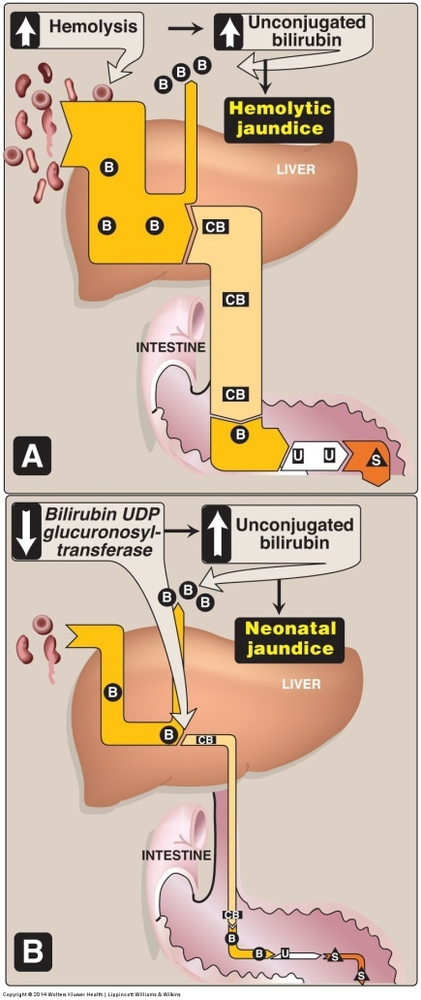 Hemolysis
Unconjugated
bilirubin
B
B
B
Hemolytic
jaundice
B
LIVER
B
B
CB
CB
INTESTINE
CB
B
U
U
S
A
Bilirubin UDP
glucuronosyl-
transferase
Unconjugated
bilirubin
B
B
B
Neonatal
jaundice
LIVER
B
B
CB
INTESTINE
CB
B
B
U
S
S
B
Copyright © 2014 Wolters Kluwer Health | Lippincott Williams & Wilkins